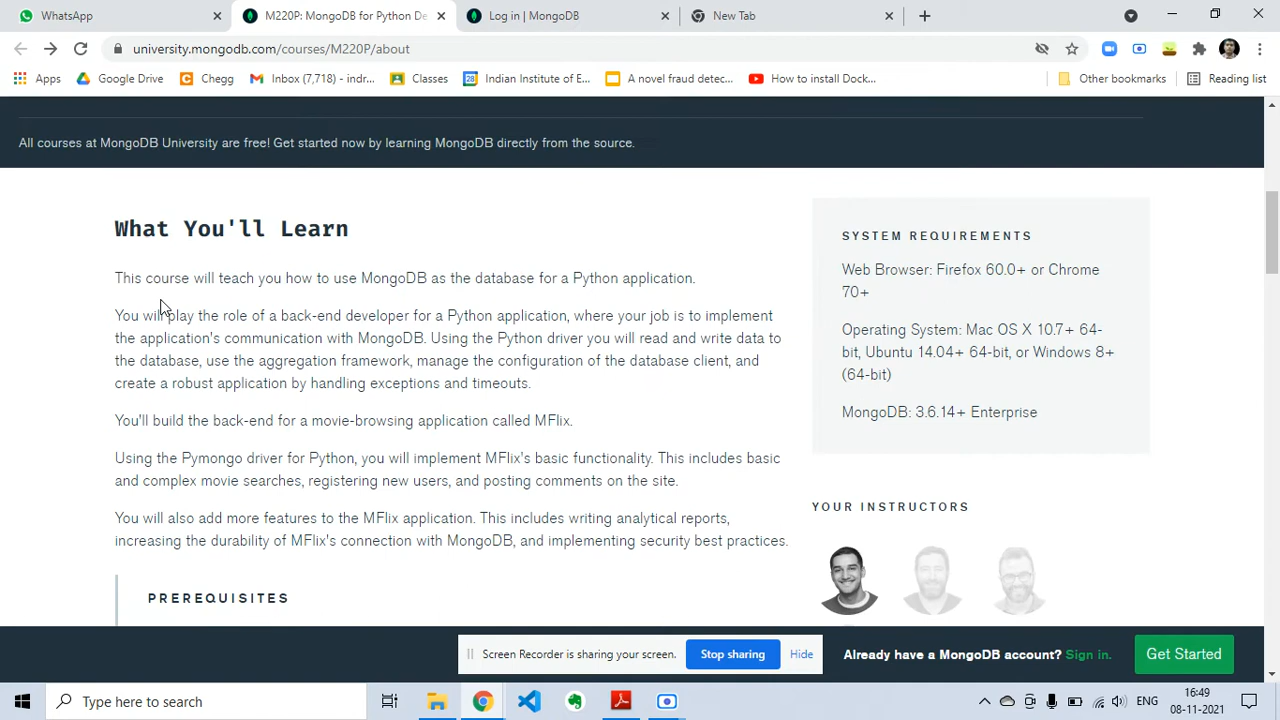 WhatsApp
M220P: MongoDB for Python De
Log in | MongoDB
New Tab
university.mongodb.com/courses/M220P/about
Apps
Google Drive
Chegg
Inbox (7,718) - indr...
Classes
28
Indian Institute of E...
A novel fraud detec...
How to install Dock...
Other bookmarks
Reading list
All courses at MongoDB University are free! Get started now by learning MongoDB directly from the source.
What You'll Learn
This course will teach you how to use MongoDB as the database for a Python application.
You will play the role of a back-end developer for a Python application, where your job is to implement
the application's communication with MongoDB. Using the Python driver you will read and write data to
the database, use the aggregation framework, manage the configuration of the database client, and
create a robust application by handling exceptions and timeouts.
You'll build the back-end for a movie-browsing application called MFlix.
Using the Pymongo driver for Python, you will implement MFlix's basic functionality. This includes basic
and complex movie searches, registering new users, and posting comments on the site.
You will also add more features to the MFlix application. This includes writing analytical reports,
increasing the durability of MFlix's connection with MongoDB, and implementing security best practices.
PREREQUISITES
SYSTEM REQUIREMENTS
Web Browser: Firefox 60.0+ or Chrome
70+
Operating System: Mac OS X 10.7+ 64-
bit, Ubuntu 14.04+ 64-bit, or Windows 8+
(64-bit)
MongoDB: 3.6.14+ Enterprise
YOUR INSTRUCTORS
Screen Recorder is sharing your screen.
Stop sharing
Hide
Already have a MongoDB account? Sign in.
Get Started
Type here to search
ENG
16:49
08-11-2021